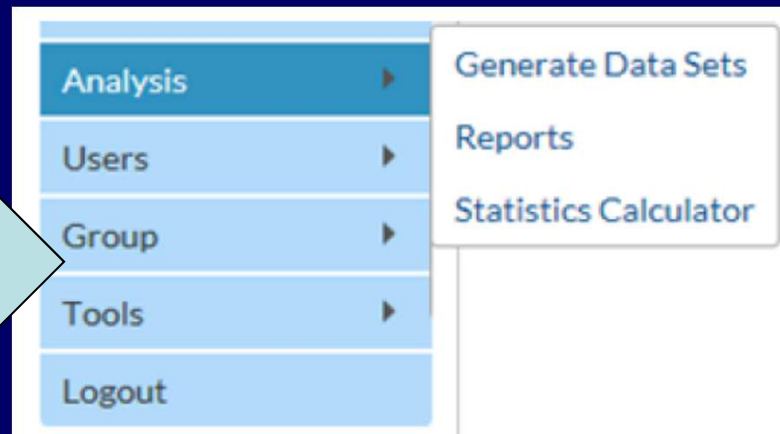 Analysis
Users
Group
Tools
Logout
Generate Data Sets
Reports
Statistics Calculator